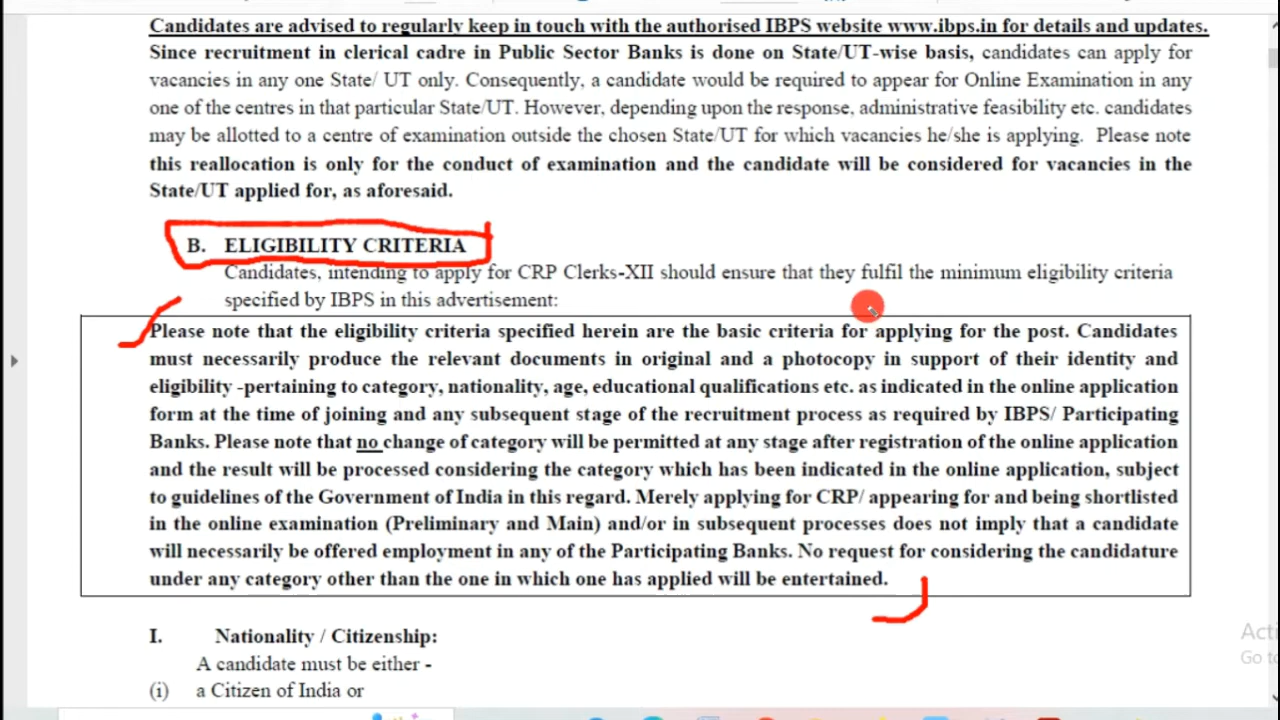 Candidates are advised to regularly keep in touch with the authorised IBPS website www.ibps.in for details and updates.
Since recruitment in clerical cadre in Public Sector Banks is done on State/UT-wise basis, candidates can apply for
vacancies in any one State/ UT only. Consequently, a candidate would be required to appear for Online Examination in any
one of the centres in that particular State/UT. However, depending upon the response, administrative feasibility etc. candidates
may be allotted to a centre of examination outside the chosen State/UT for which vacancies he/she is applying. Please note
this reallocation is only for the conduct of examination and the candidate will be considered for vacancies in the
State/UT applied for, as aforesaid.
B. ELIGIBILITY CRITERIA
Candidates, intending to apply for CRP Clerks-XII should ensure that they fulfil the minimum eligibility criteria
specified by IBPS in this advertisement:
Please note that the eligibility criteria specified herein are the basic criteria for applying for the post. Candidates
must necessarily produce the relevant documents in original and a photocopy in support of their identity and
eligibility -pertaining to category, nationality, age, educational qualifications etc. as indicated in the online application
form at the time of joining and any subsequent stage of the recruitment process as required by IBPS/ Participating
Banks. Please note that no change of category will be permitted at any stage after registration of the online application
and the result will be processed considering the category which has been indicated in the online application, subject
to guidelines of the Government of India in this regard. Merely applying for CRP/ appearing for and being shortlisted
in the online examination (Preliminary and Main) and/or in subsequent processes does not imply that a candidate
will necessarily be offered employment in any of the Participating Banks. No request for considering the candidature
under any category other than the one in which one has applied will be entertained.
I. Nationality / Citizenship:
A candidate must be either -
(i) a Citizen of India or
Acti
Go to